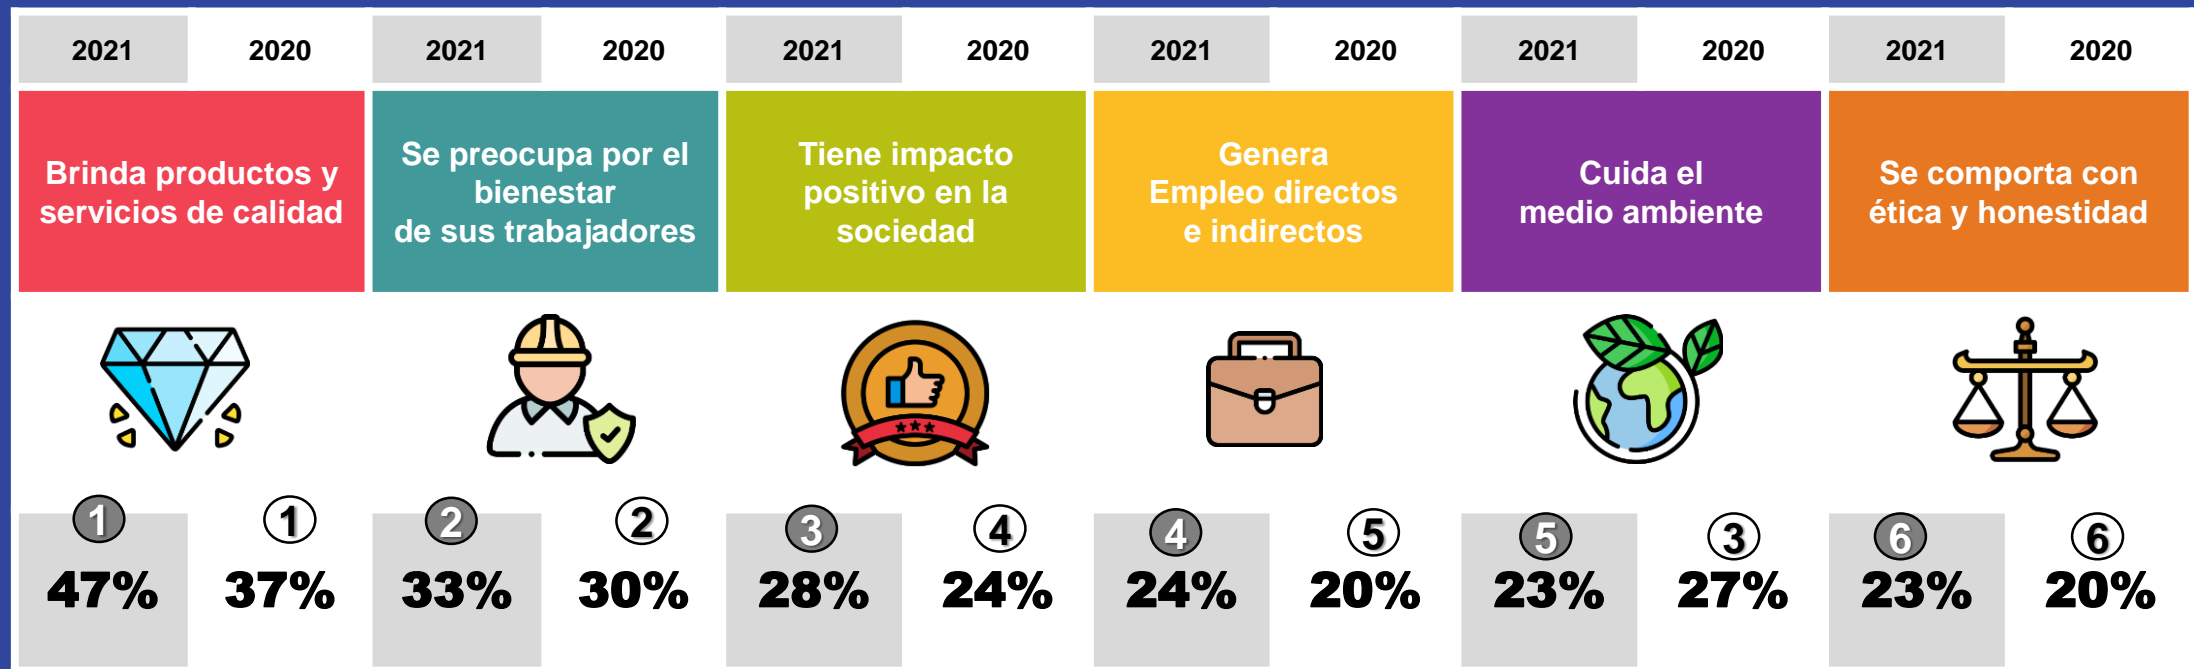 2021 2020 2021 2020 2021 2020 2021 2020 2021 2020 2021 2020
Brinda productos y
servicios de calidad
Se preocupa por el
bienestar
de sus trabajadores
Tiene impacto
positivo en la
sociedad
Genera
Empleo directos
e indirectos
Cuida el
medio ambiente
Se comporta con
ética y honestidad
1 1 2 2 3 4 4 5 5 3 6 6
47% 37% 33% 30% 28% 24% 24% 20% 23% 27% 23% 20%